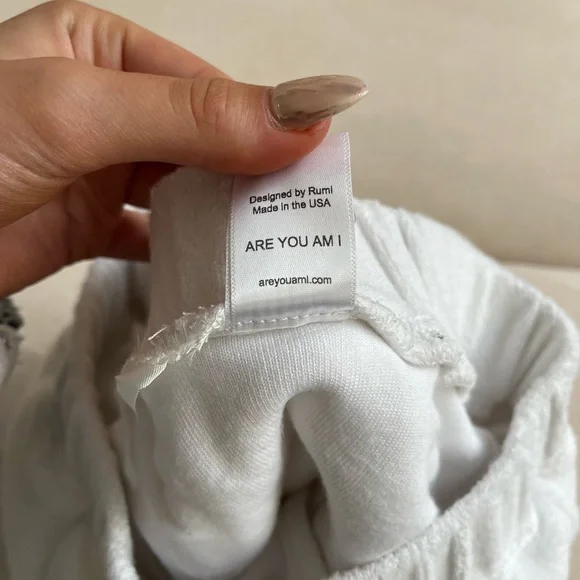 Designed by Rumi
Made in the USA
ARE YOU AM I
areyouami.com